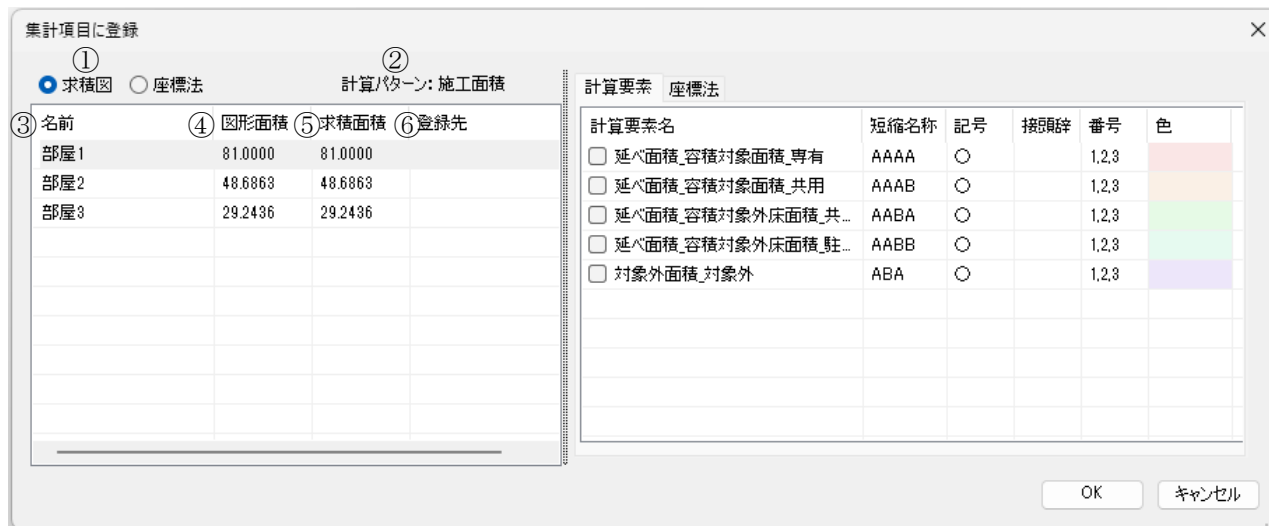 集計項目に登録
① ②
求積図 座標法 計算パターン: 施工面積
計算要素 座標法
③ 名前 ④ 図形面積 ⑤ 求積面積 ⑥ 登録先
部屋1 81.0000 81.0000
部屋2 48.6863 48.6863
部屋3 29.2436 29.2436
計算要素名 短縮名称 記号 接頭辞 番号 色
延べ面積_容積対象面積_専有 AAAA ○ 1,2,3
延べ面積_容積対象面積_共用 AAAB ○ 1,2,3
延べ面積_容積対象外床面積_共... AABA ○ 1,2,3
延べ面積_容積対象外床面積_駐... AABB ○ 1,2,3
対象外面積_対象外 ABA ○ 1,2,3
OK キャンセル